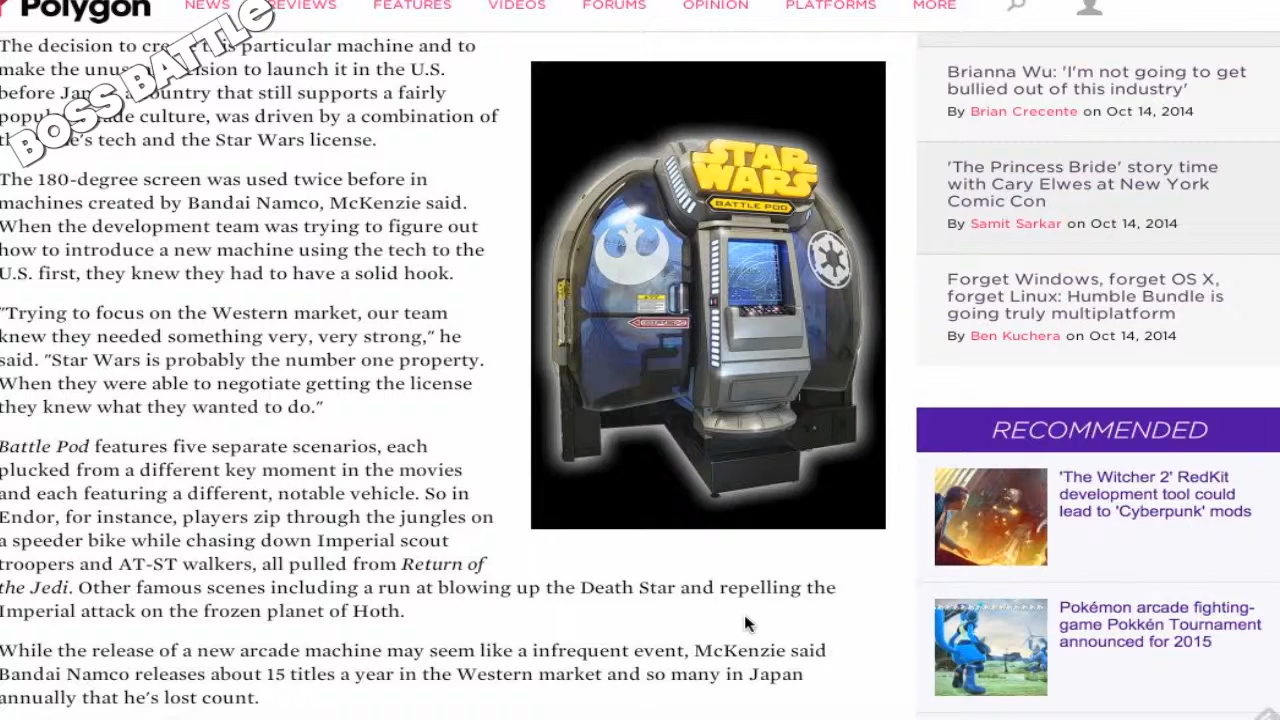 Polygon
NEWS REVIEWS FEATURES VIDEOS FORUMS OPINION PLATFORMS MORE
BOSS BATTLE
The decision to particular machine and to
make the to launch it in the U.S.
before country that still supports a fairly
culture, was driven by a combination of
tech and the Star Wars license.
The 180-degree screen was used twice before in
machines created by Bandai Namco, McKenzie said.
When the development team was trying to figure out
how to introduce a new machine using the tech to the
U.S. first, they knew they had to have a solid hook.
"Trying to focus on the Western market, our team
knew they needed something very, very strong," he
said. "Star Wars is probably the number one property.
When they were able to negotiate getting the license
they knew what they wanted to do."
Battle Pod features five separate scenarios, each
plucked from a different key moment in the movies
and each featuring a different, notable vehicle. So in
Endor, for instance, players zip through the jungles on
a speeder bike while chasing down Imperial scout
troopers and AT-ST walkers, all pulled from Return of
the Jedi. Other famous scenes including a run at blowing up the Death Star and repelling the
Imperial attack on the frozen planet of Hoth.
While the release of a new arcade machine may seem like a infrequent event, McKenzie said
Bandai Namco releases about 15 titles a year in the Western market and so many in Japan
annually that he's lost count.
STAR
WARS
BATTLE POD
Brianna Wu: 'I'm not going to get
bullied out of this industry'
By Brian Crecente on Oct 14, 2014
'The Princess Bride' story time
with Cary Elwes at New York
Comic Con
By Samit Sarkar on Oct 14, 2014
Forget Windows, forget OS X,
forget Linux: Humble Bundle is
going truly multiplatform
By Ben Kuchera on Oct 14, 2014
RECOMMENDED
'The Witcher 2' RedKit
development tool could
lead to 'Cyberpunk' mods
Pokémon arcade fighting-
game Pokkén Tournament
announced for 2015